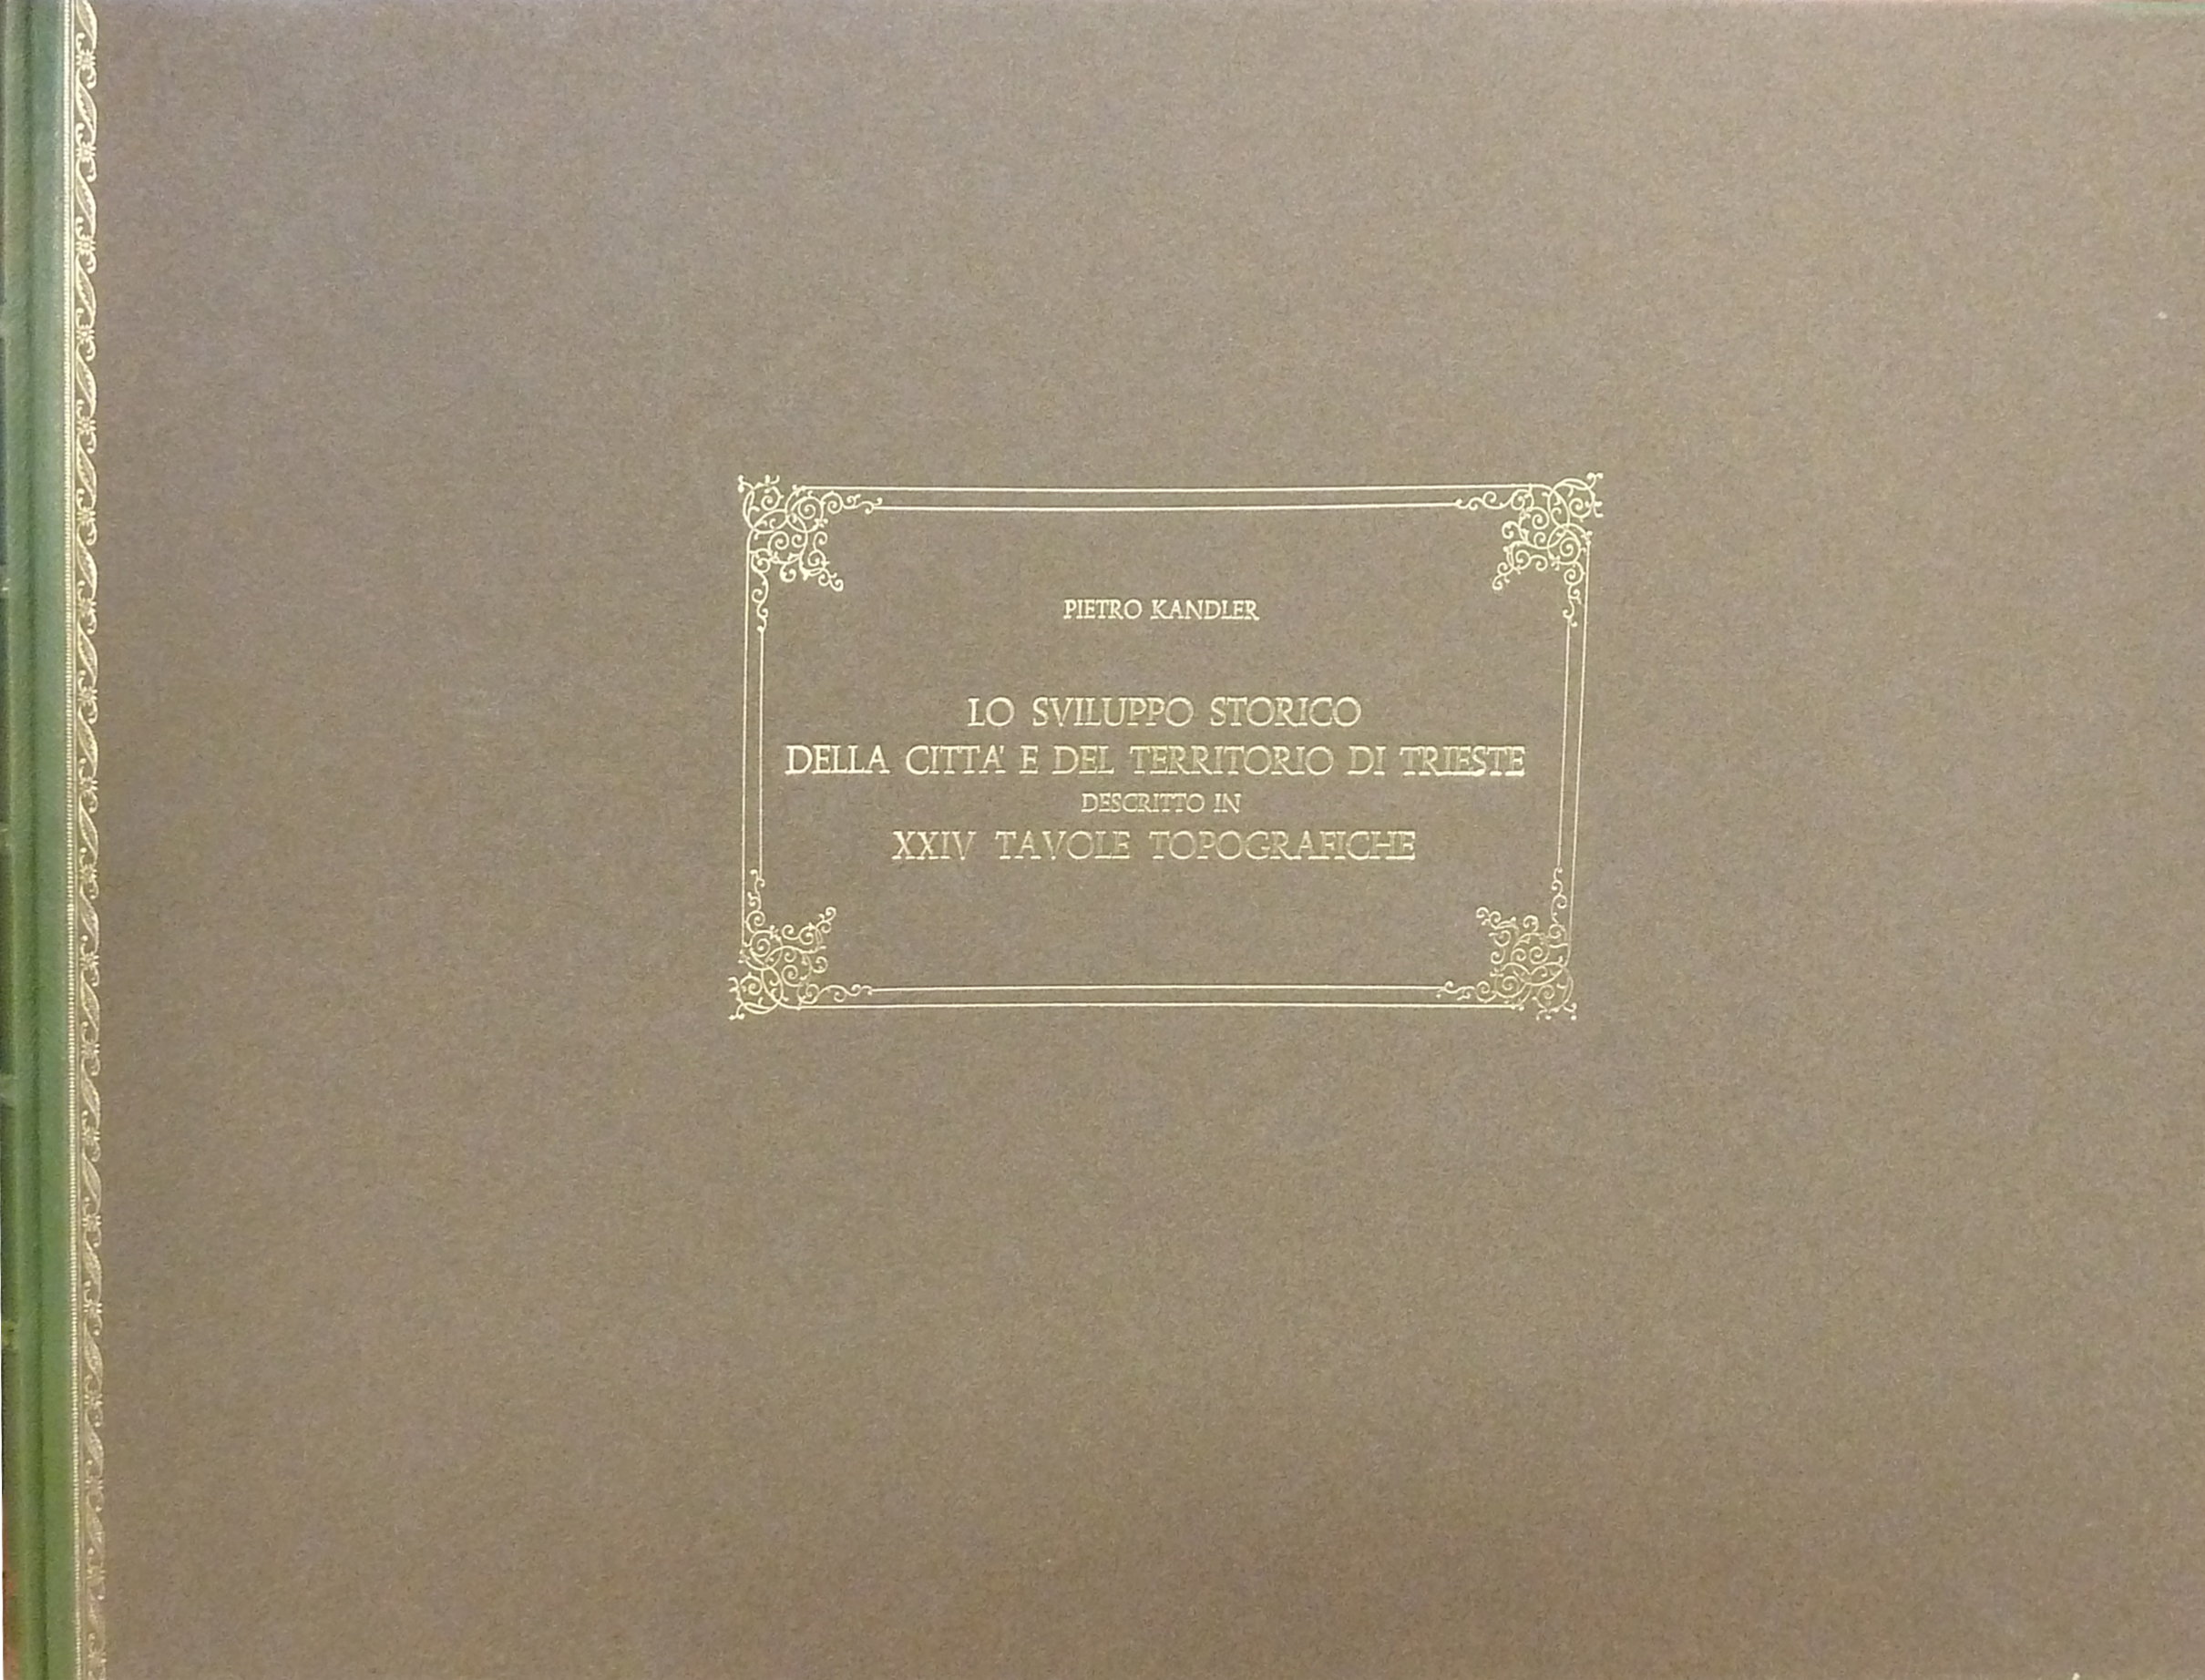 PIETRO KANDLER
LO SVILUPPO STORICO
DELLA CITTA' E DEL TERRITORIO DI TRIESTE
DESCRITTO IN
XXIV TAVOLE TOPOGRAFICHE